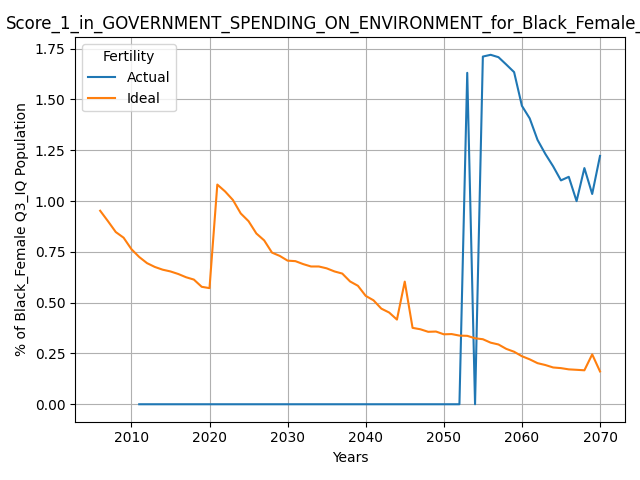 Score_1_in_GOVERNMENT_SPENDING_ON_ENVIRONMENT_for_Black_Female_
Fertility
Actual
Ideal
1.75
1.50
1.25
1.00
0.75
0.50
0.25
0.00
% of Black_Female Q3_IQ Population
2010 2020 2030 2040 2050 2060 2070
Years